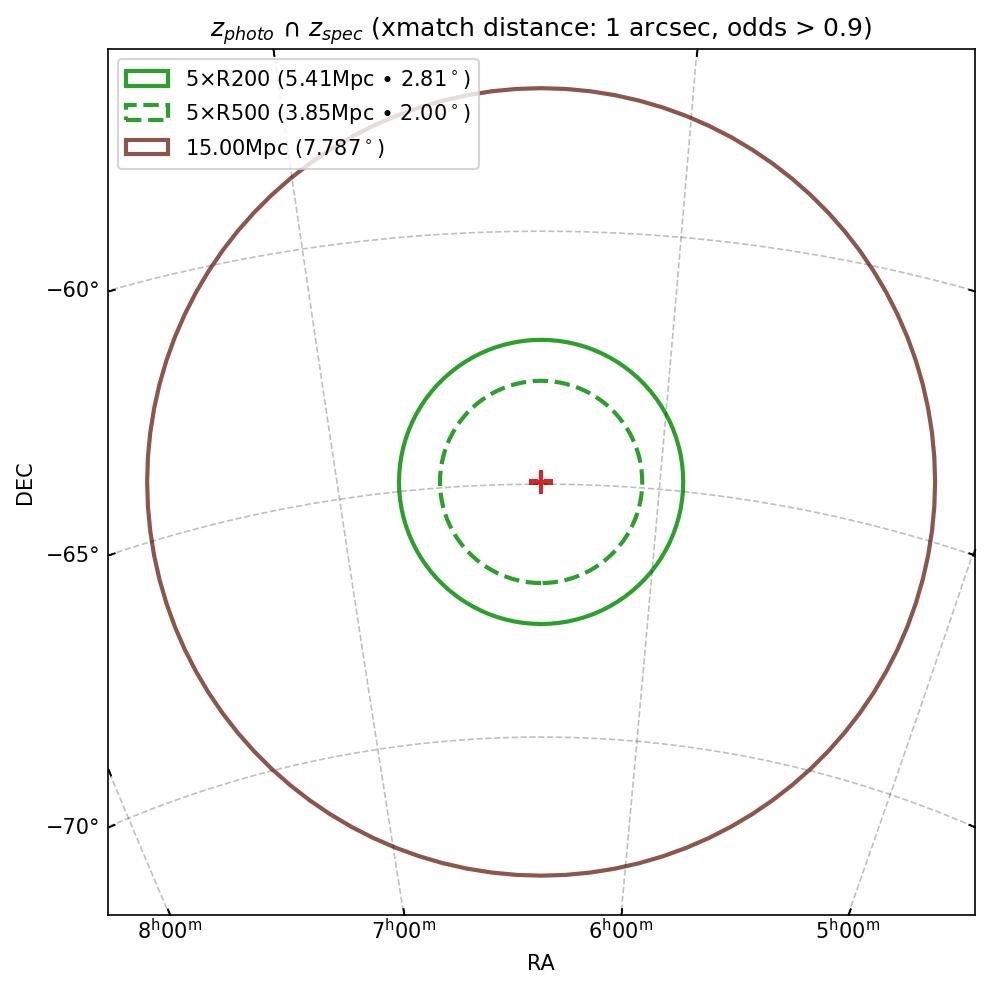 z_photo ∩ z_spec (xmatch distance: 1 arcsec, odds > 0.9)
5×R200 (5.41Mpc • 2.81°)
5×R500 (3.85Mpc • 2.00°)
15.00Mpc (7.787°)
−60°
−65°
−70°
DEC
8ʰ00ᵐ 7ʰ00ᵐ 6ʰ00ᵐ 5ʰ00ᵐ
RA